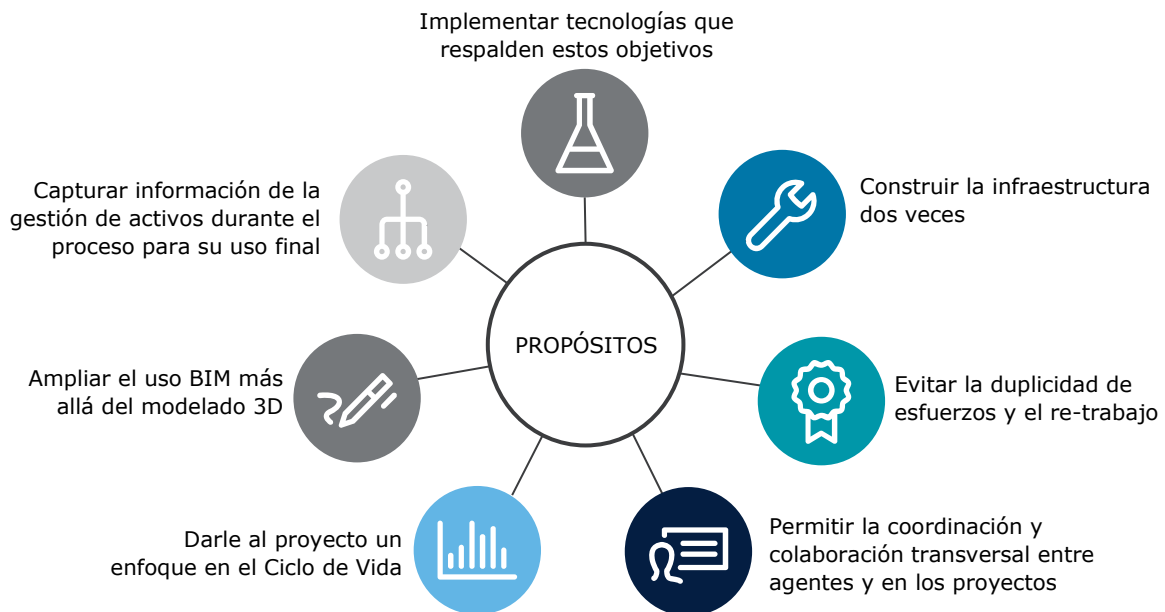 Implementar tecnologías que
respalden estos objetivos
Construir la infraestructura
dos veces
Evitar la duplicidad de
esfuerzos y el re-trabajo
Permitir la coordinación y
colaboración transversal entre
agentes y en los proyectos
Darle al proyecto un
enfoque en el Ciclo de Vida
Ampliar el uso BIM más
allá del modelado 3D
Capturar información de la
gestión de activos durante el
proceso para su uso final
PROPÓSITOS